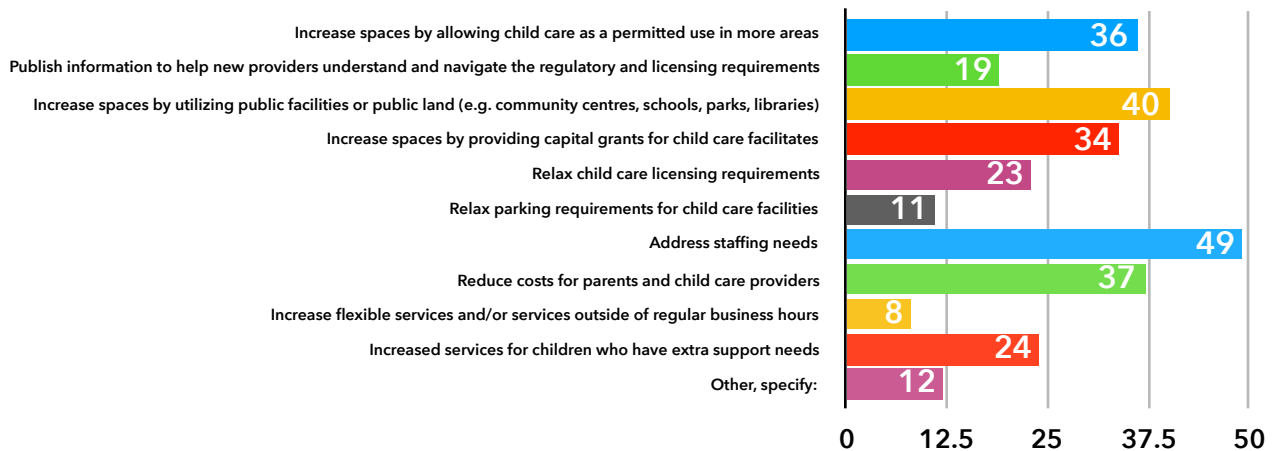 Increase spaces by allowing child care as a permitted use in more areas 36
Publish information to help new providers understand and navigate the regulatory and licensing requirements 19
Increase spaces by utilizing public facilities or public land (e.g. community centres, schools, parks, libraries) 40
Increase spaces by providing capital grants for child care facilitates 34
Relax child care licensing requirements 23
Relax parking requirements for child care facilities 11
Address staffing needs 49
Reduce costs for parents and child care providers 37
Increase flexible services and/or services outside of regular business hours 8
Increased services for children who have extra support needs 24
Other, specify: 12
0 12.5 25 37.5 50